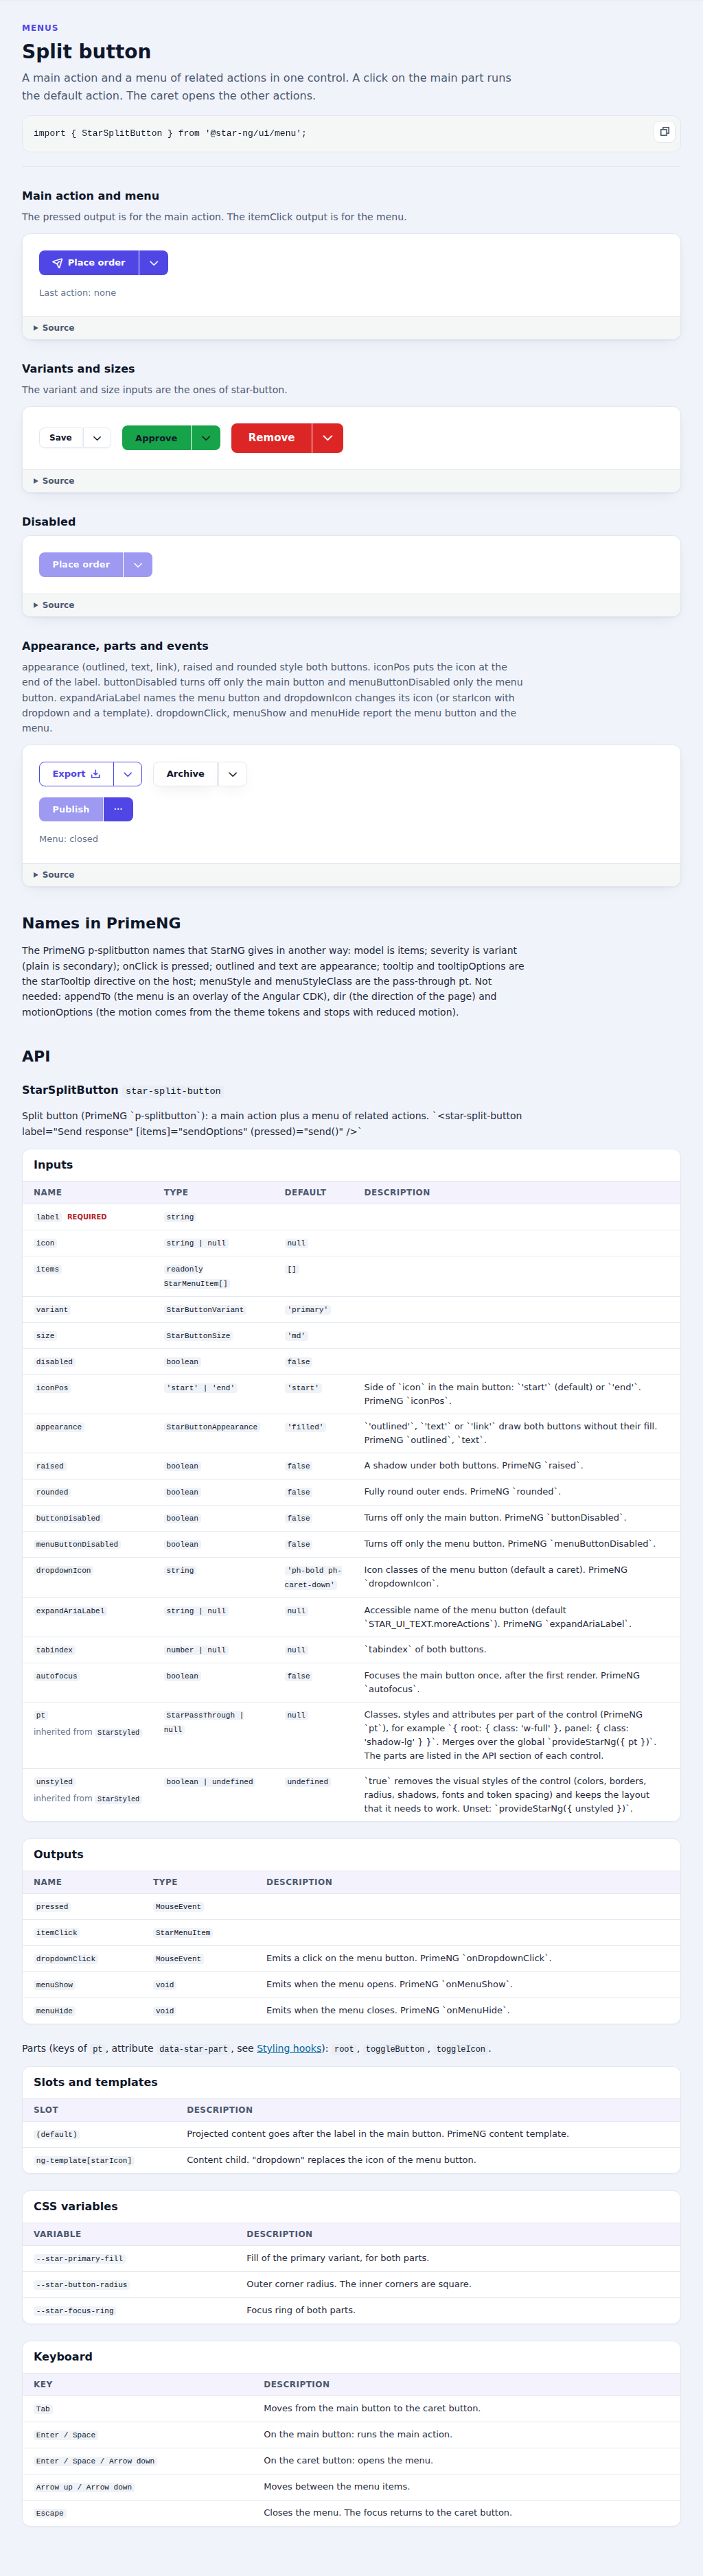 MENUS
Split button
A main action and a menu of related actions in one control. A click on the main part runs
the default action. The caret opens the other actions.
import { StarSplitButton } from '@star-ng/ui/menu';
Main action and menu
The pressed output is for the main action. The itemClick output is for the menu.
Place order
Last action: none
Source
Variants and sizes
The variant and size inputs are the ones of star-button.
Save Approve Remove
Source
Disabled
Place order
Source
Appearance, parts and events
appearance (outlined, text, link), raised and rounded style both buttons. iconPos puts the icon at the
end of the label. buttonDisabled turns off only the main button and menuButtonDisabled only the menu
button. expandAriaLabel names the menu button and dropdownIcon changes its icon (or starIcon with
dropdown and a template). dropdownClick, menuShow and menuHide report the menu button and the
menu.
Export Archive
Publish ···
Menu: closed
Source
Names in PrimeNG
The PrimeNG p-splitbutton names that StarNG gives in another way: model is items; severity is variant
(plain is secondary); onClick is pressed; outlined and text are appearance; tooltip and tooltipOptions are
the starTooltip directive on the host; menuStyle and menuStyleClass are the pass-through pt. Not
needed: appendTo (the menu is an overlay of the Angular CDK), dir (the direction of the page) and
motionOptions (the motion comes from the theme tokens and stops with reduced motion).
API
StarSplitButton star-split-button
Split button (PrimeNG `p-splitbutton`): a main action plus a menu of related actions. `<star-split-button
label="Send response" [items]="sendOptions" (pressed)="send()" />`
Inputs
NAME TYPE DEFAULT DESCRIPTION
label REQUIRED string
icon string | null null
items readonly StarMenuItem[] []
variant StarButtonVariant 'primary'
size StarButtonSize 'md'
disabled boolean false
iconPos 'start' | 'end' 'start' Side of `icon` in the main button: `'start'` (default) or `'end'`.
PrimeNG `iconPos`.
appearance StarButtonAppearance 'filled' `'outlined'`, `'text'` or `'link'` draw both buttons without their fill.
PrimeNG `outlined`, `text`.
raised boolean false A shadow under both buttons. PrimeNG `raised`.
rounded boolean false Fully round outer ends. PrimeNG `rounded`.
buttonDisabled boolean false Turns off only the main button. PrimeNG `buttonDisabled`.
menuButtonDisabled boolean false Turns off only the menu button. PrimeNG `menuButtonDisabled`.
dropdownIcon string 'ph-bold ph-caret-down' Icon classes of the menu button (default a caret). PrimeNG
`dropdownIcon`.
expandAriaLabel string | null null Accessible name of the menu button (default
`STAR_UI_TEXT.moreActions`). PrimeNG `expandAriaLabel`.
tabindex number | null null `tabindex` of both buttons.
autofocus boolean false Focuses the main button once, after the first render. PrimeNG
`autofocus`.
pt StarPassThrough | null null Classes, styles and attributes per part of the control (PrimeNG
inherited from StarStyled `pt`), for example `{ root: { class: 'w-full' }, panel: { class:
'shadow-lg' } }`. Merges over the global `provideStarNg({ pt })`.
The parts are listed in the API section of each control.
unstyled boolean | undefined undefined `true` removes the visual styles of the control (colors, borders,
inherited from StarStyled radius, shadows, fonts and token spacing) and keeps the layout
that it needs to work. Unset: `provideStarNg({ unstyled })`.
Outputs
NAME TYPE DESCRIPTION
pressed MouseEvent
itemClick StarMenuItem
dropdownClick MouseEvent Emits a click on the menu button. PrimeNG `onDropdownClick`.
menuShow void Emits when the menu opens. PrimeNG `onMenuShow`.
menuHide void Emits when the menu closes. PrimeNG `onMenuHide`.
Parts (keys of pt, attribute data-star-part, see Styling hooks): root, toggleButton, toggleIcon.
Slots and templates
SLOT DESCRIPTION
(default) Projected content goes after the label in the main button. PrimeNG content template.
ng-template[starIcon] Content child. "dropdown" replaces the icon of the menu button.
CSS variables
VARIABLE DESCRIPTION
--star-primary-fill Fill of the primary variant, for both parts.
--star-button-radius Outer corner radius. The inner corners are square.
--star-focus-ring Focus ring of both parts.
Keyboard
KEY DESCRIPTION
Tab Moves from the main button to the caret button.
Enter / Space On the main button: runs the main action.
Enter / Space / Arrow down On the caret button: opens the menu.
Arrow up / Arrow down Moves between the menu items.
Escape Closes the menu. The focus returns to the caret button.